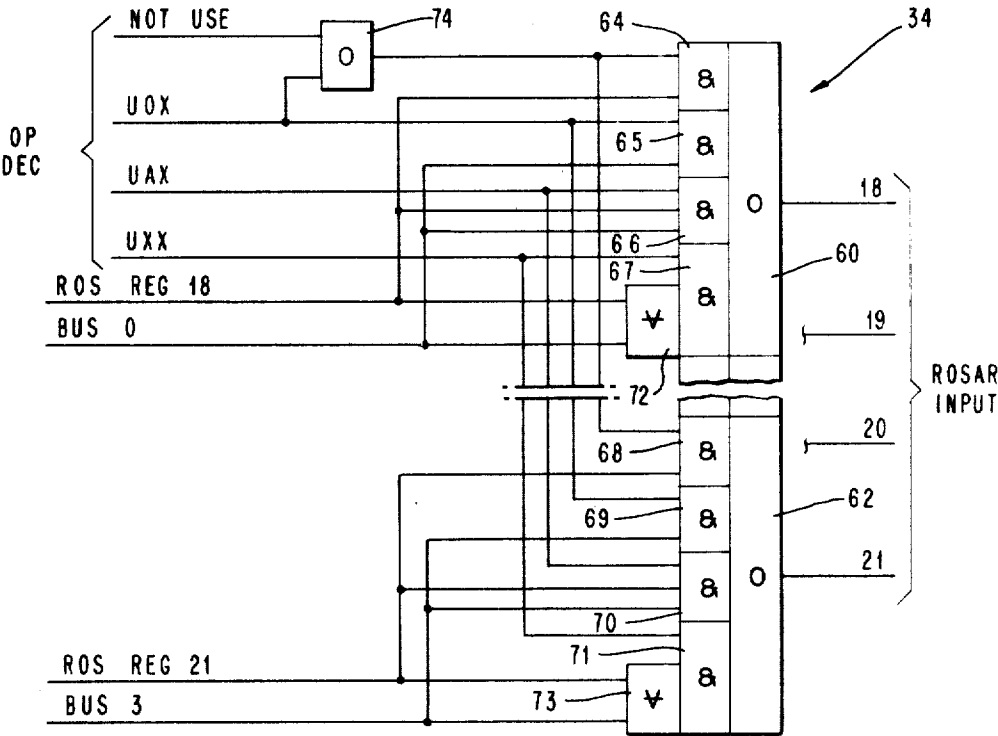 NOT USE
74
64
34
O
&
UOX
OP
DEC
65
&
UAX
18
&
O
66
UXX
67
60
ROS REG 18
&
BUS 0
∀
19
72
ROSAR
INPUT
68
&
20
69
&
62
21
&
O
70
71
ROS REG 21
&
BUS 3
73
∀